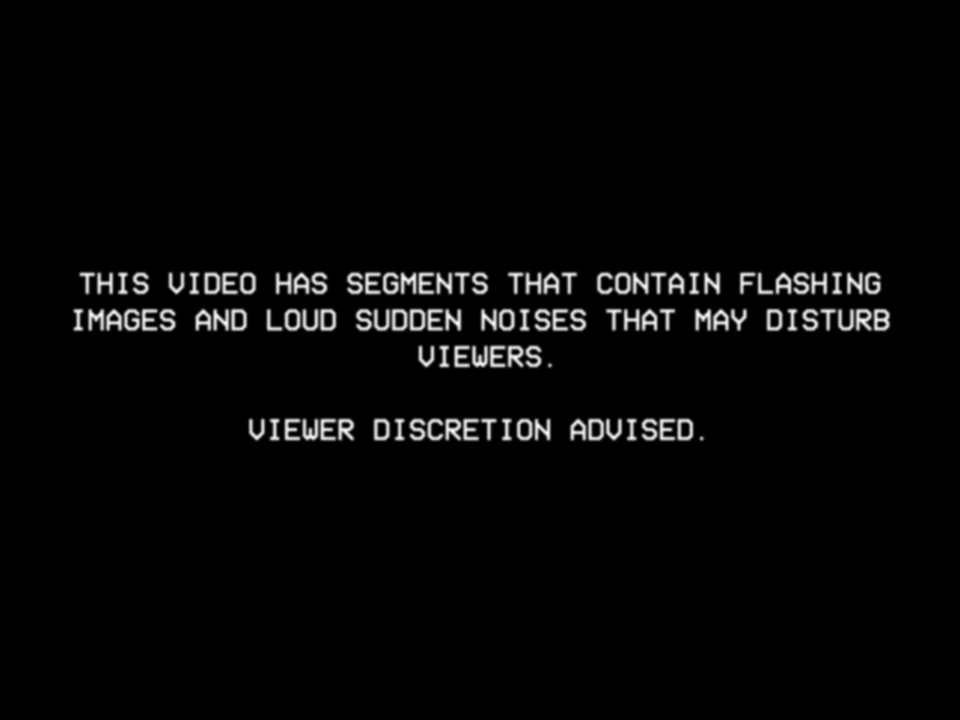 THIS VIDEO HAS SEGMENTS THAT CONTAIN FLASHING
IMAGES AND LOUD SUDDEN NOISES THAT MAY DISTURB
VIEWERS.
VIEWER DISCRETION ADVISED.